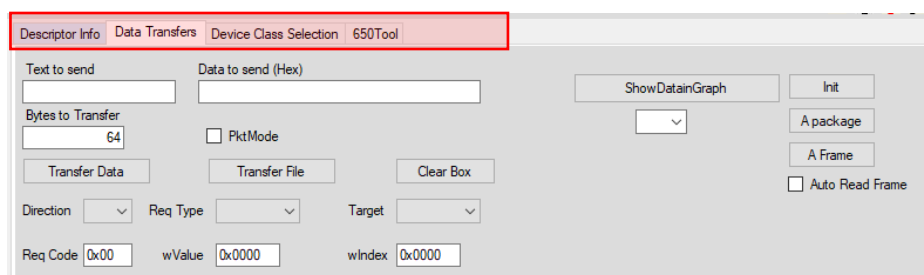 Descriptor Info Data Transfers Device Class Selection 650Tool
Text to send Data to send (Hex)
ShowDatainGraph Init
Bytes to Transfer
64 PktMode A package
Transfer Data Transfer File Clear Box A Frame
Auto Read Frame
Direction Req Type Target
Req Code 0x00 wValue 0x0000 wIndex 0x0000